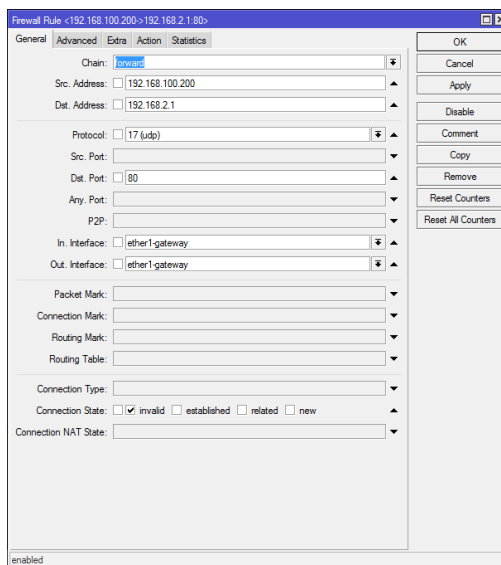 Firewall Rule <192.168.100.200->192.168.2.1:80>
General Advanced Extra Action Statistics
Chain: forward
Src. Address: 192.168.100.200
Dst. Address: 192.168.2.1
Protocol: 17 (udp)
Src. Port:
Dst. Port: 80
Any. Port:
P2P:
In. Interface: ether1-gateway
Out. Interface: ether1-gateway
Packet Mark:
Connection Mark:
Routing Mark:
Routing Table:
Connection Type:
Connection State: invalid established related new
Connection NAT State:
OK
Cancel
Apply
Disable
Comment
Copy
Remove
Reset Counters
Reset All Counters
enabled